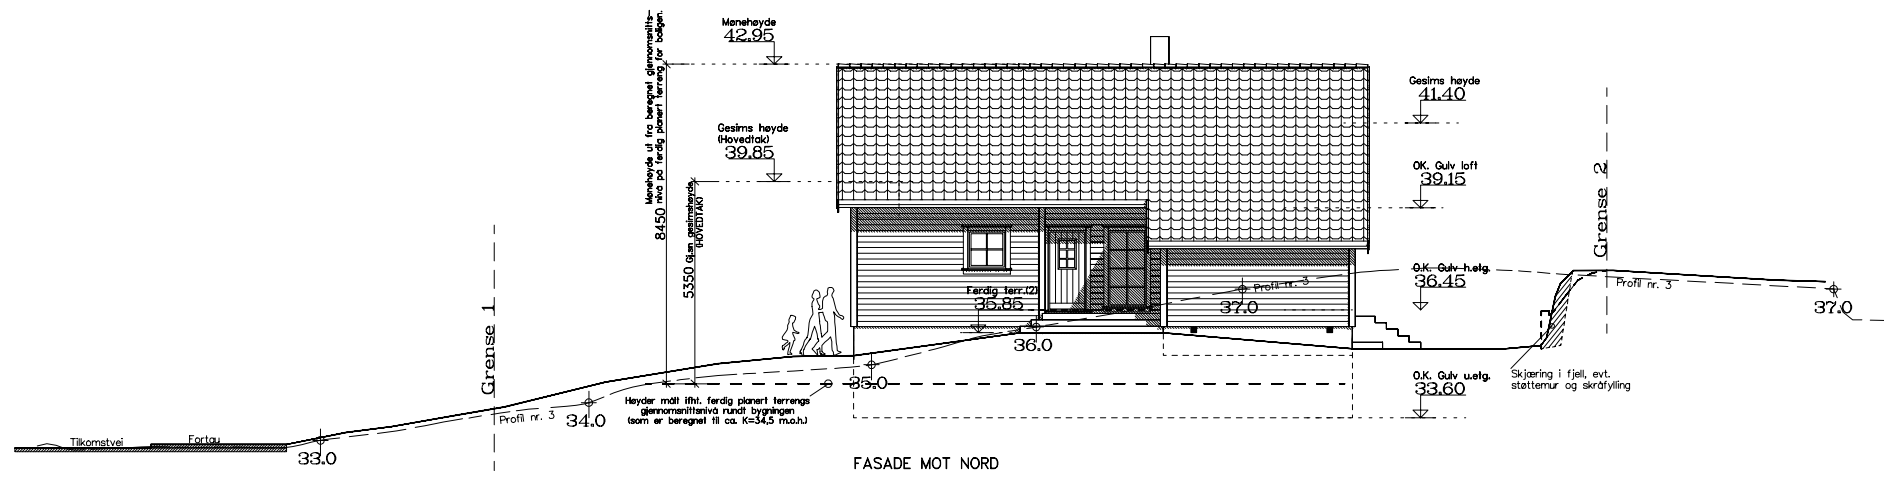 Mønehøyde
42.95
Mønehøyde ut fra beregnet gjennomsnitts-
nivå på ferdig planert terreng for boligen.
8450
Gesims høyde
(Hovedtak)
39.85
5350 Gj.sn gesimshøyde
(HOVEDTAK)
Gesims høyde
41.40
OK. Gulv loft
39.15
O.K. Gulv h.etg.
36.45
O.K. Gulv u.etg.
33.60
Grense 1
Grense 2
Ferdig terr.(2)
35.85
37.0
Profil nr. 3
Profil nr. 3
37.0
36.0
35.0
34.0
Profil nr. 3
33.0
Tilkomstvei
Fortau
Høyder målt ifht. ferdig planert terrengs
gjennomsnittsnivå rundt bygningen
(som er beregnet til ca. K=34,5 m.o.h.)
Skjæring i fjell, evt.
støttemur og skråfylling
FASADE MOT NORD